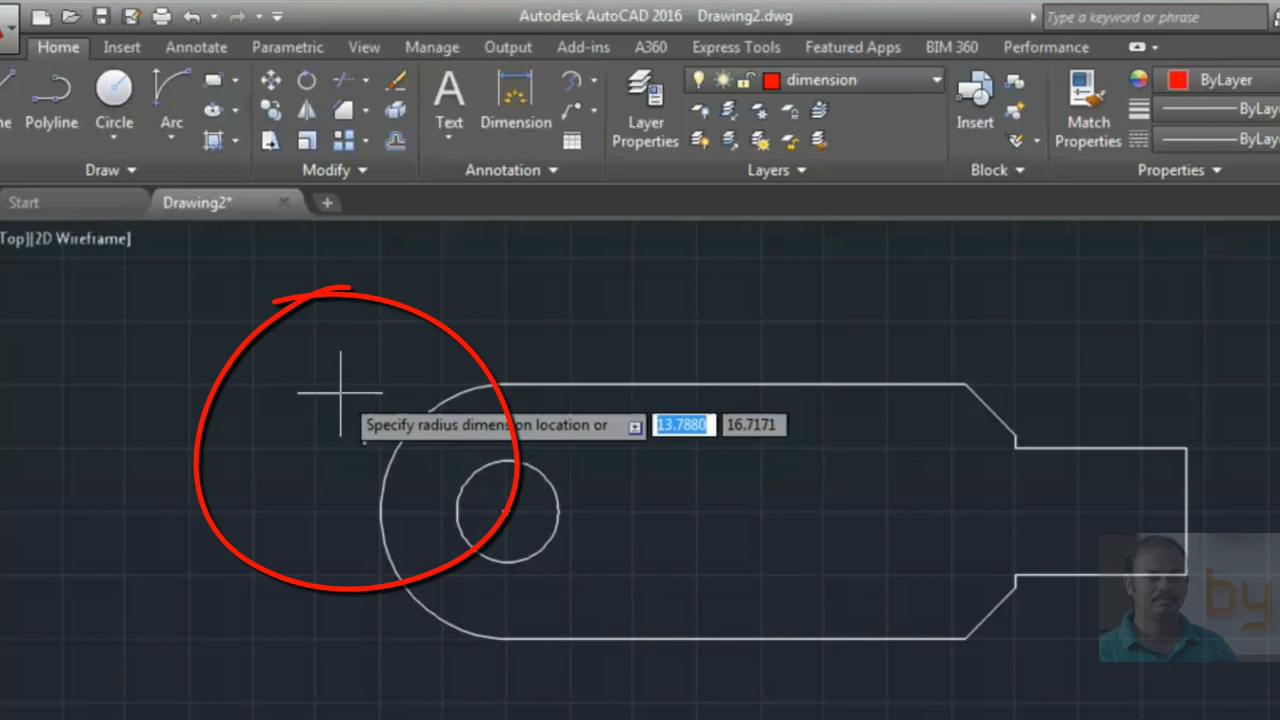 Autodesk AutoCAD 2016 Drawing2.dwg
Type a keyword or phrase
Home Insert Annotate Parametric View Manage Output Add-ins A360 Express Tools Featured Apps BIM 360 Performance
dimension
ByLayer
Polyline Circle Arc
Text Dimension
Layer
Properties
Insert
Match
Properties
Draw Modify Annotation Layers Block Properties
Start Drawing2*
Top][2D Wireframe]
Specify radius dimension location or 13.7880 16.7171
by